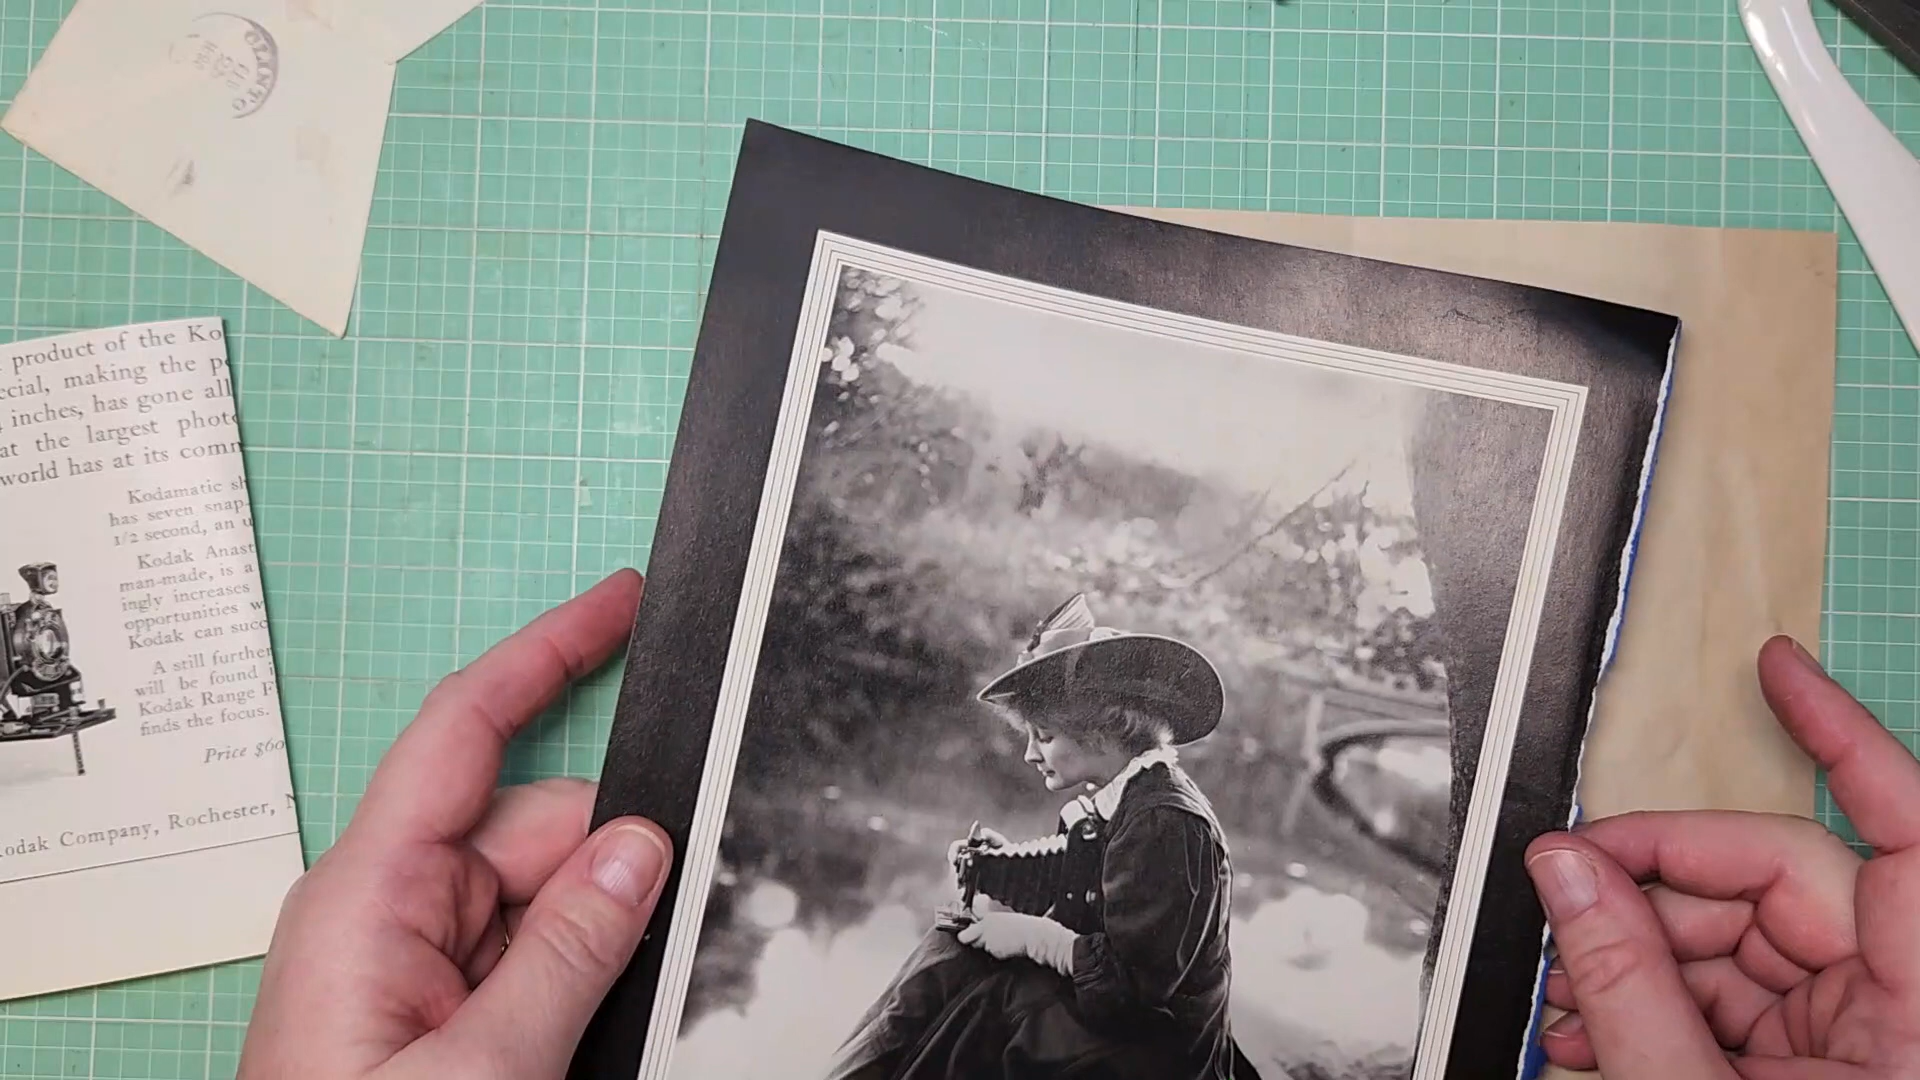 OLINTO
product of the Ko
ecial, making the p
inches, has gone all
at the largest phot
world has at its com
Kodamatic sh
has seven snap-
1/2 second, an u
Kodak Anast
man-made, is a
ingly increases
opportunities w
Kodak can succ
A still further
will be found i
Kodak Range F
finds the focus.
Price $60
odak Company, Rochester, N